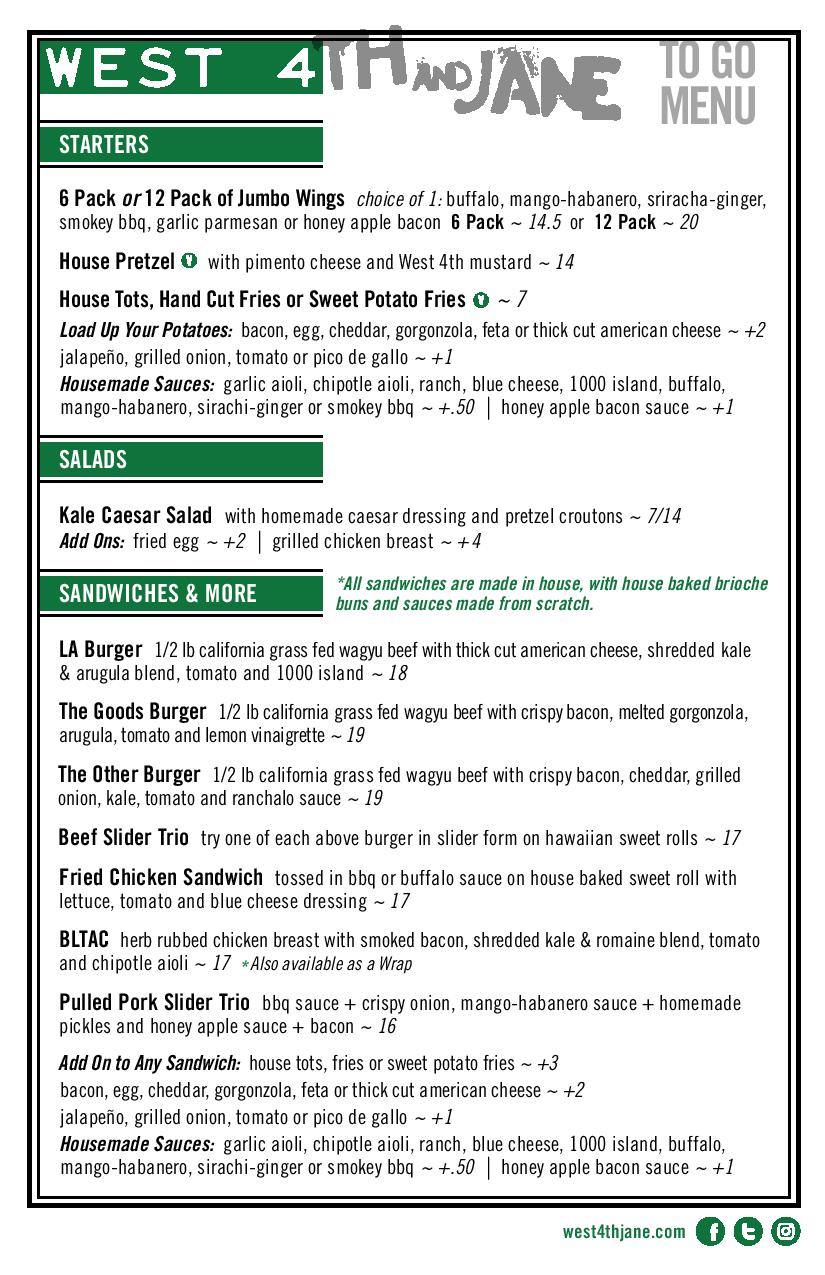 WEST 4TH AND JANE
TO GO
MENU
STARTERS
6 Pack or 12 Pack of Jumbo Wings choice of 1: buffalo, mango-habanero, sriracha-ginger,
smokey bbq, garlic parmesan or honey apple bacon 6 Pack ~ 14.5 or 12 Pack ~ 20
House Pretzel V with pimento cheese and West 4th mustard ~ 14
House Tots, Hand Cut Fries or Sweet Potato Fries V ~ 7
Load Up Your Potatoes: bacon, egg, cheddar, gorgonzola, feta or thick cut american cheese ~ +2
jalapeño, grilled onion, tomato or pico de gallo ~ +1
Housemade Sauces: garlic aioli, chipotle aioli, ranch, blue cheese, 1000 island, buffalo,
mango-habanero, sirachi-ginger or smokey bbq ~ +.50 | honey apple bacon sauce ~ +1
SALADS
Kale Caesar Salad with homemade caesar dressing and pretzel croutons ~ 7/14
Add Ons: fried egg ~ +2 | grilled chicken breast ~ +4
SANDWICHES & MORE
*All sandwiches are made in house, with house baked brioche
buns and sauces made from scratch.
LA Burger 1/2 lb california grass fed wagyu beef with thick cut american cheese, shredded kale
& arugula blend, tomato and 1000 island ~ 18
The Goods Burger 1/2 lb california grass fed wagyu beef with crispy bacon, melted gorgonzola,
arugula, tomato and lemon vinaigrette ~ 19
The Other Burger 1/2 lb california grass fed wagyu beef with crispy bacon, cheddar, grilled
onion, kale, tomato and ranchalo sauce ~ 19
Beef Slider Trio try one of each above burger in slider form on hawaiian sweet rolls ~ 17
Fried Chicken Sandwich tossed in bbq or buffalo sauce on house baked sweet roll with
lettuce, tomato and blue cheese dressing ~ 17
BLTAC herb rubbed chicken breast with smoked bacon, shredded kale & romaine blend, tomato
and chipotle aioli ~ 17 *Also available as a Wrap
Pulled Pork Slider Trio bbq sauce + crispy onion, mango-habanero sauce + homemade
pickles and honey apple sauce + bacon ~ 16
Add On to Any Sandwich: house tots, fries or sweet potato fries ~ +3
bacon, egg, cheddar, gorgonzola, feta or thick cut american cheese ~ +2
jalapeño, grilled onion, tomato or pico de gallo ~ +1
Housemade Sauces: garlic aioli, chipotle aioli, ranch, blue cheese, 1000 island, buffalo,
mango-habanero, sirachi-ginger or smokey bbq ~ +.50 | honey apple bacon sauce ~ +1
west4thjane.com